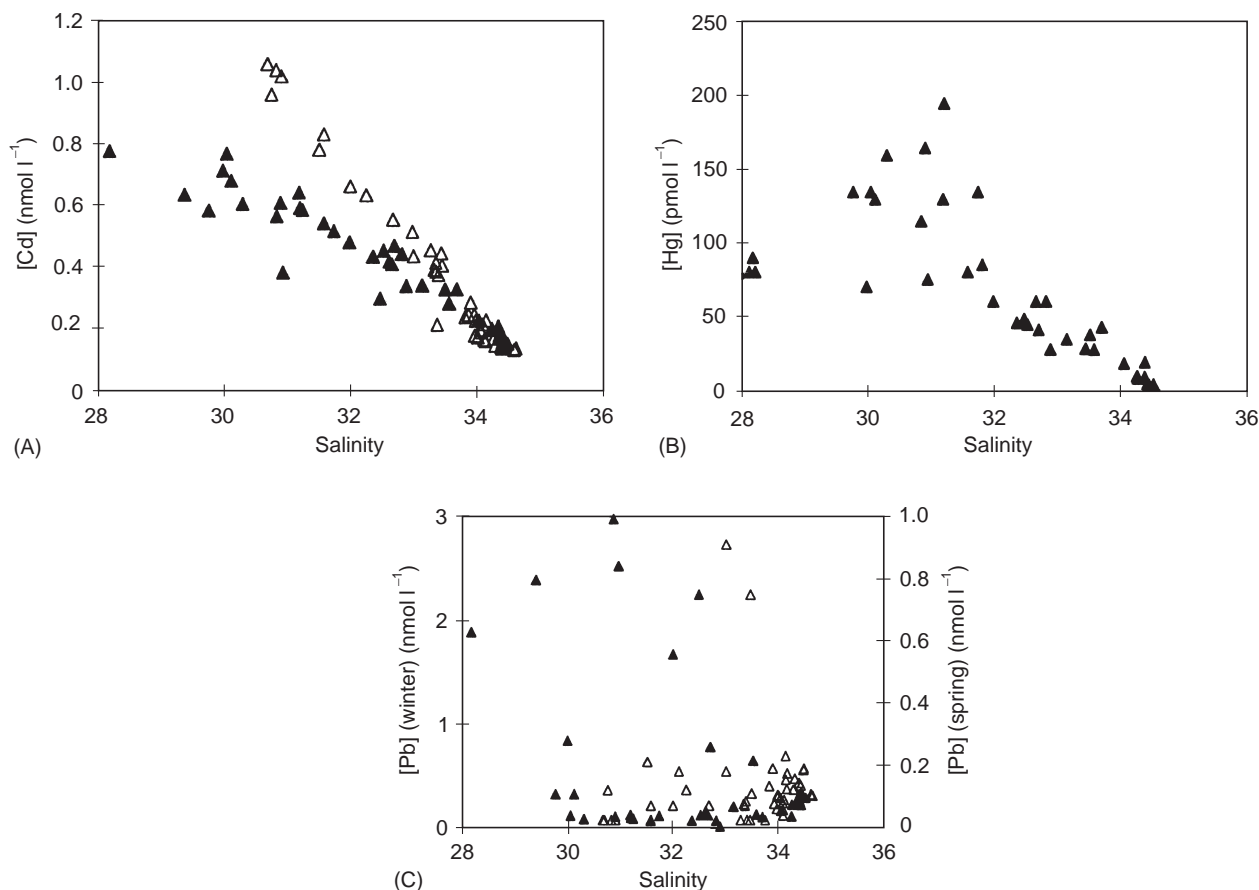 1.2
1.0
0.8
0.6
0.4
0.2
0
[Cd] (nmol l⁻¹)
28 30 32 34 36
Salinity
(A)
250
200
150
100
50
0
[Hg] (pmol l⁻¹)
28 30 32 34 36
Salinity
(B)
3
2
1
0
[Pb] (winter) (nmol l⁻¹)
1.0
0.8
0.6
0.4
0.2
0
[Pb] (spring) (nmol l⁻¹)
28 30 32 34 36
Salinity
(C)